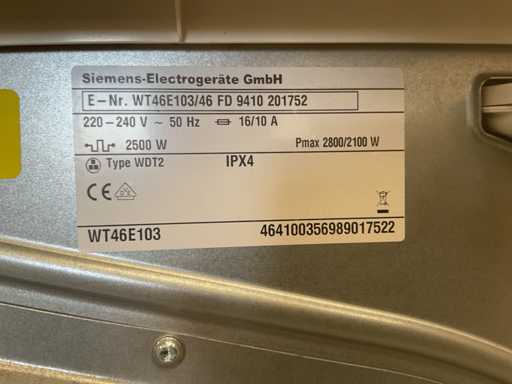 Siemens-Electrogeräte GmbH
E-Nr. WT46E103/46 FD 9410 201752
220-240 V ~ 50 Hz 16/10 A
2500 W Pmax 2800/2100 W
Type WDT2 IPX4
CE
WT46E103 464100356989017522